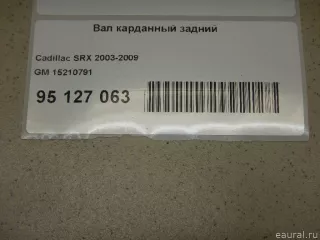 Вал карданный задний
Cadillac SRX 2003-2009
GM 15210791
95 127 063
eaural.ru